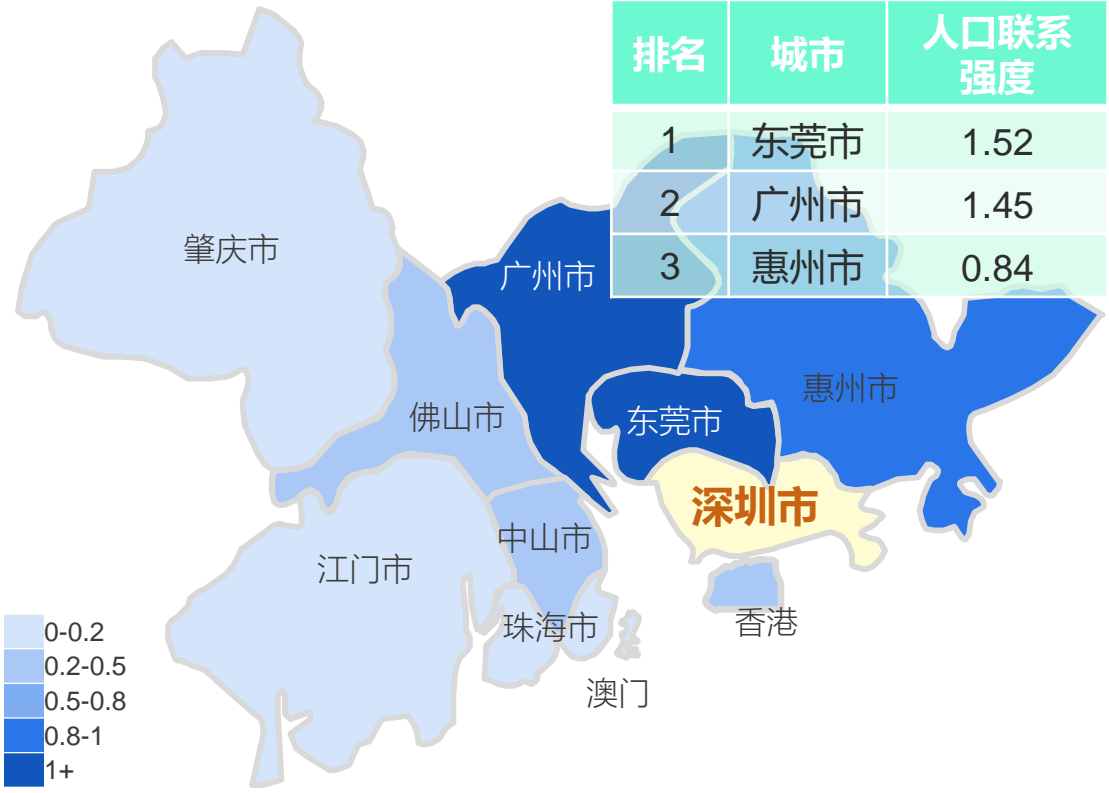 排名 城市 人口联系
强度
1 东莞市 1.52
2 广州市 1.45
3 惠州市 0.84
肇庆市
广州市
惠州市
佛山市
东莞市
深圳市
中山市
江门市
珠海市
香港
澳门
0-0.2
0.2-0.5
0.5-0.8
0.8-1
1+